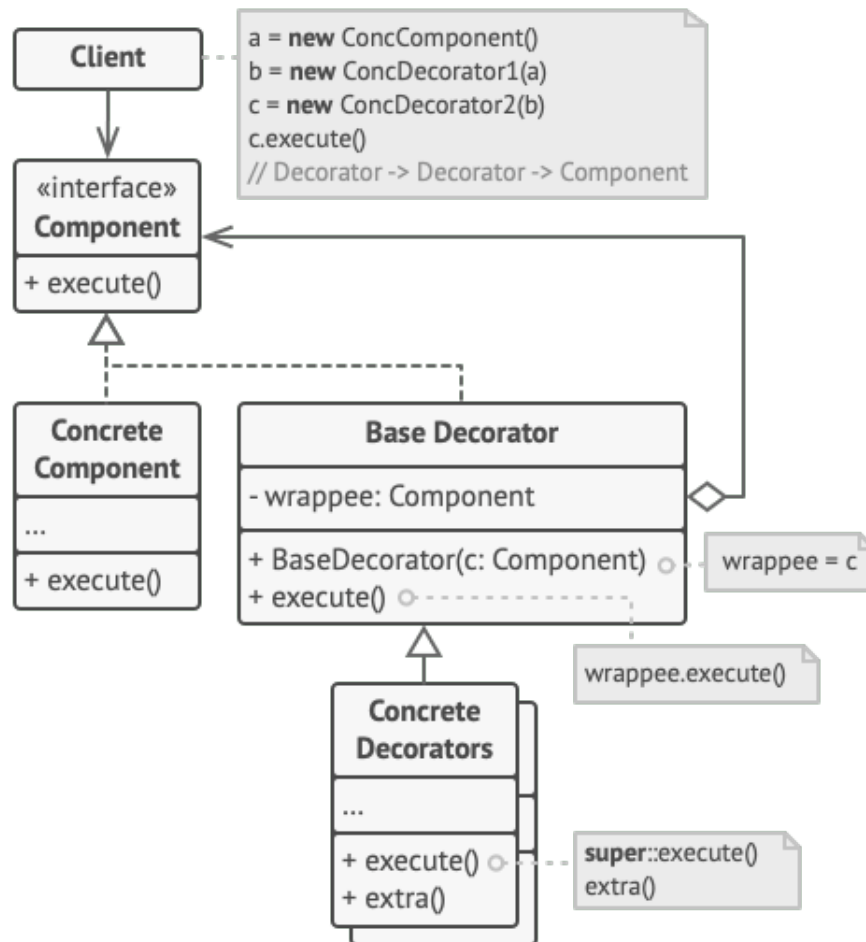 Client
a = new ConcComponent()
b = new ConcDecorator1(a)
c = new ConcDecorator2(b)
c.execute()
// Decorator -> Decorator -> Component
«interface»
Component
+ execute()
Concrete
Component
...
+ execute()
Base Decorator
- wrappee: Component
+ BaseDecorator(c: Component)
+ execute()
wrappee = c
wrappee.execute()
Concrete
Decorators
...
+ execute()
+ extra()
super::execute()
extra()